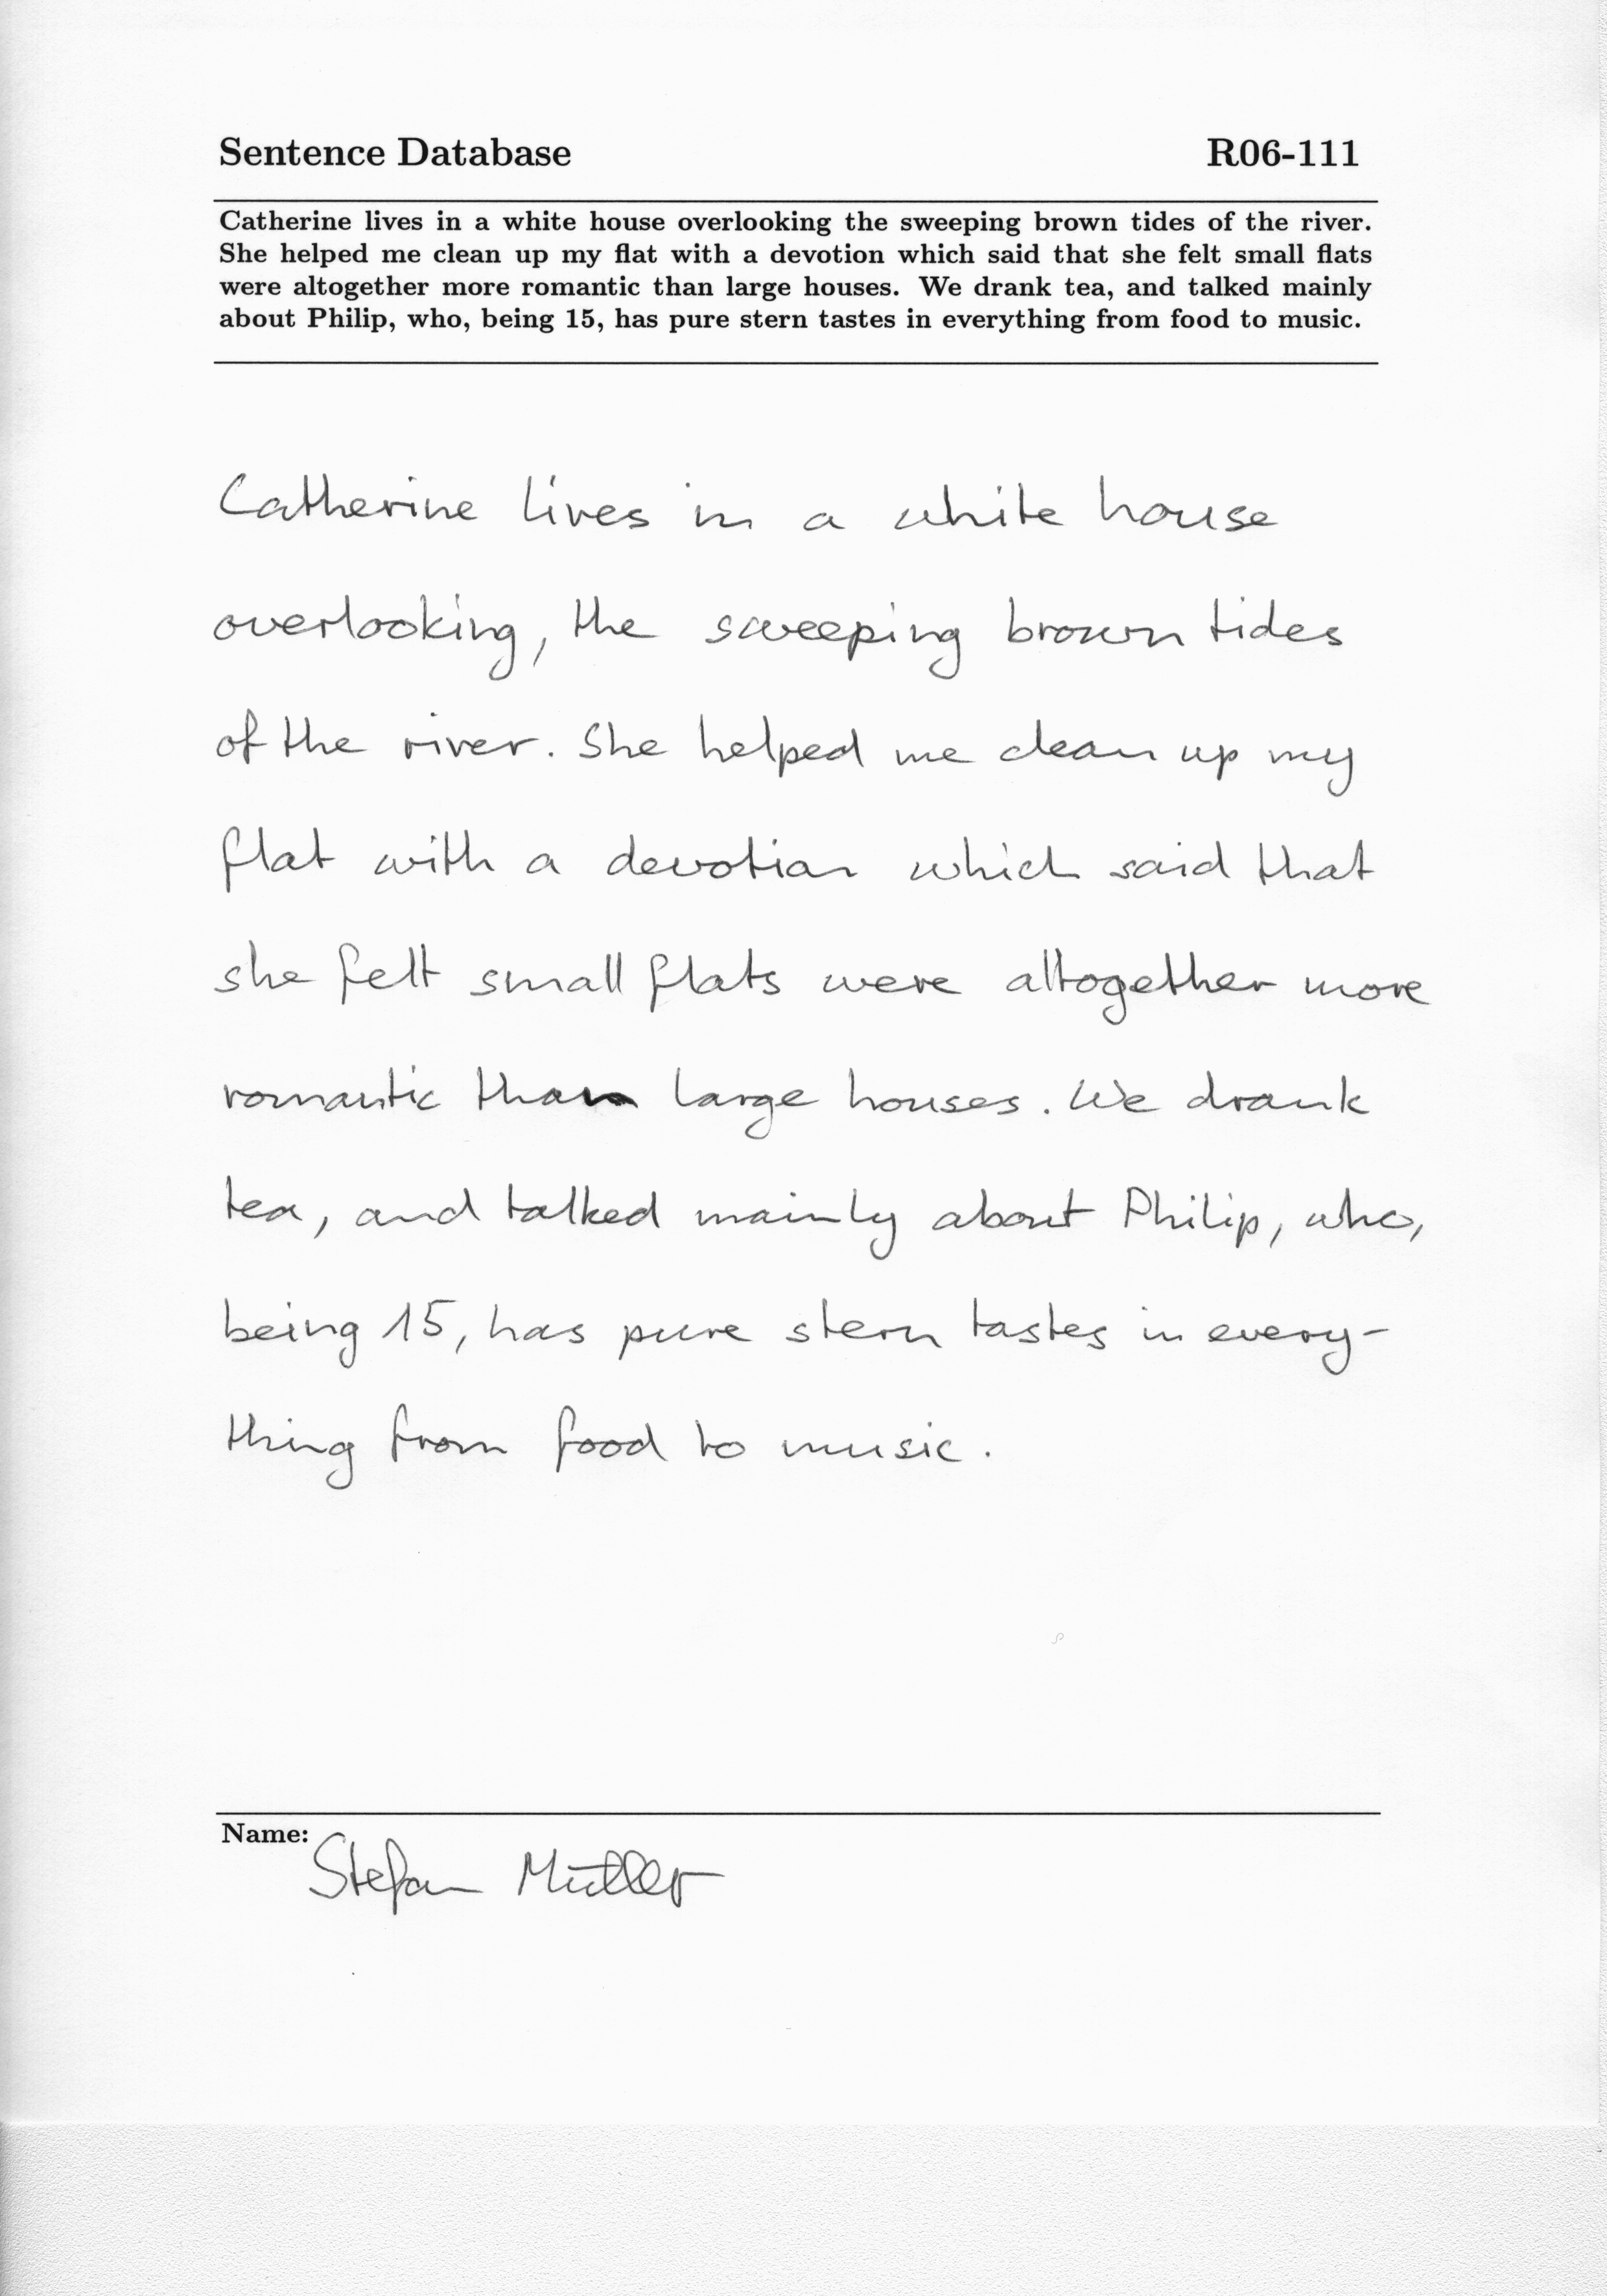 Sentence Database R06-111
Catherine lives in a white house overlooking the sweeping brown tides of the river.
She helped me clean up my flat with a devotion which said that she felt small flats
were altogether more romantic than large houses. We drank tea, and talked mainly
about Philip, who, being 15, has pure stern tastes in everything from food to music.
Catherine lives in a white house
overlooking, the sweeping brown tides
of the river. She helped me clean up my
flat with a devotion which said that
she felt small flats were altogether more
romantic than large houses. We drank
tea, and talked mainly about Philip, who,
being 15, has pure stern tastes in every-
thing from food to music.
Name:
Stefan Müller